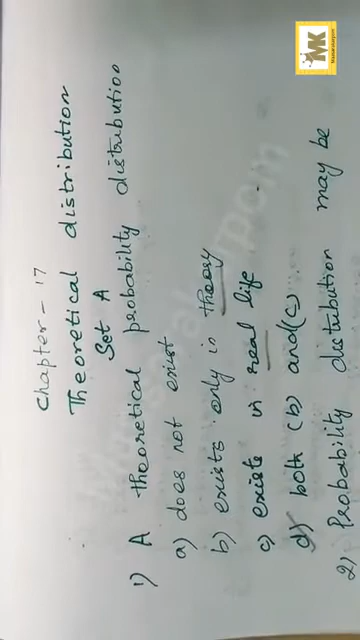 Chapter - 17
Theoretical distribution
Set A
1) A theoretical probability distribution
a) does not exist
b) exists only in theory
c) exists in real life
d) both (b) and (c)
2) Probability distribution may be
MK